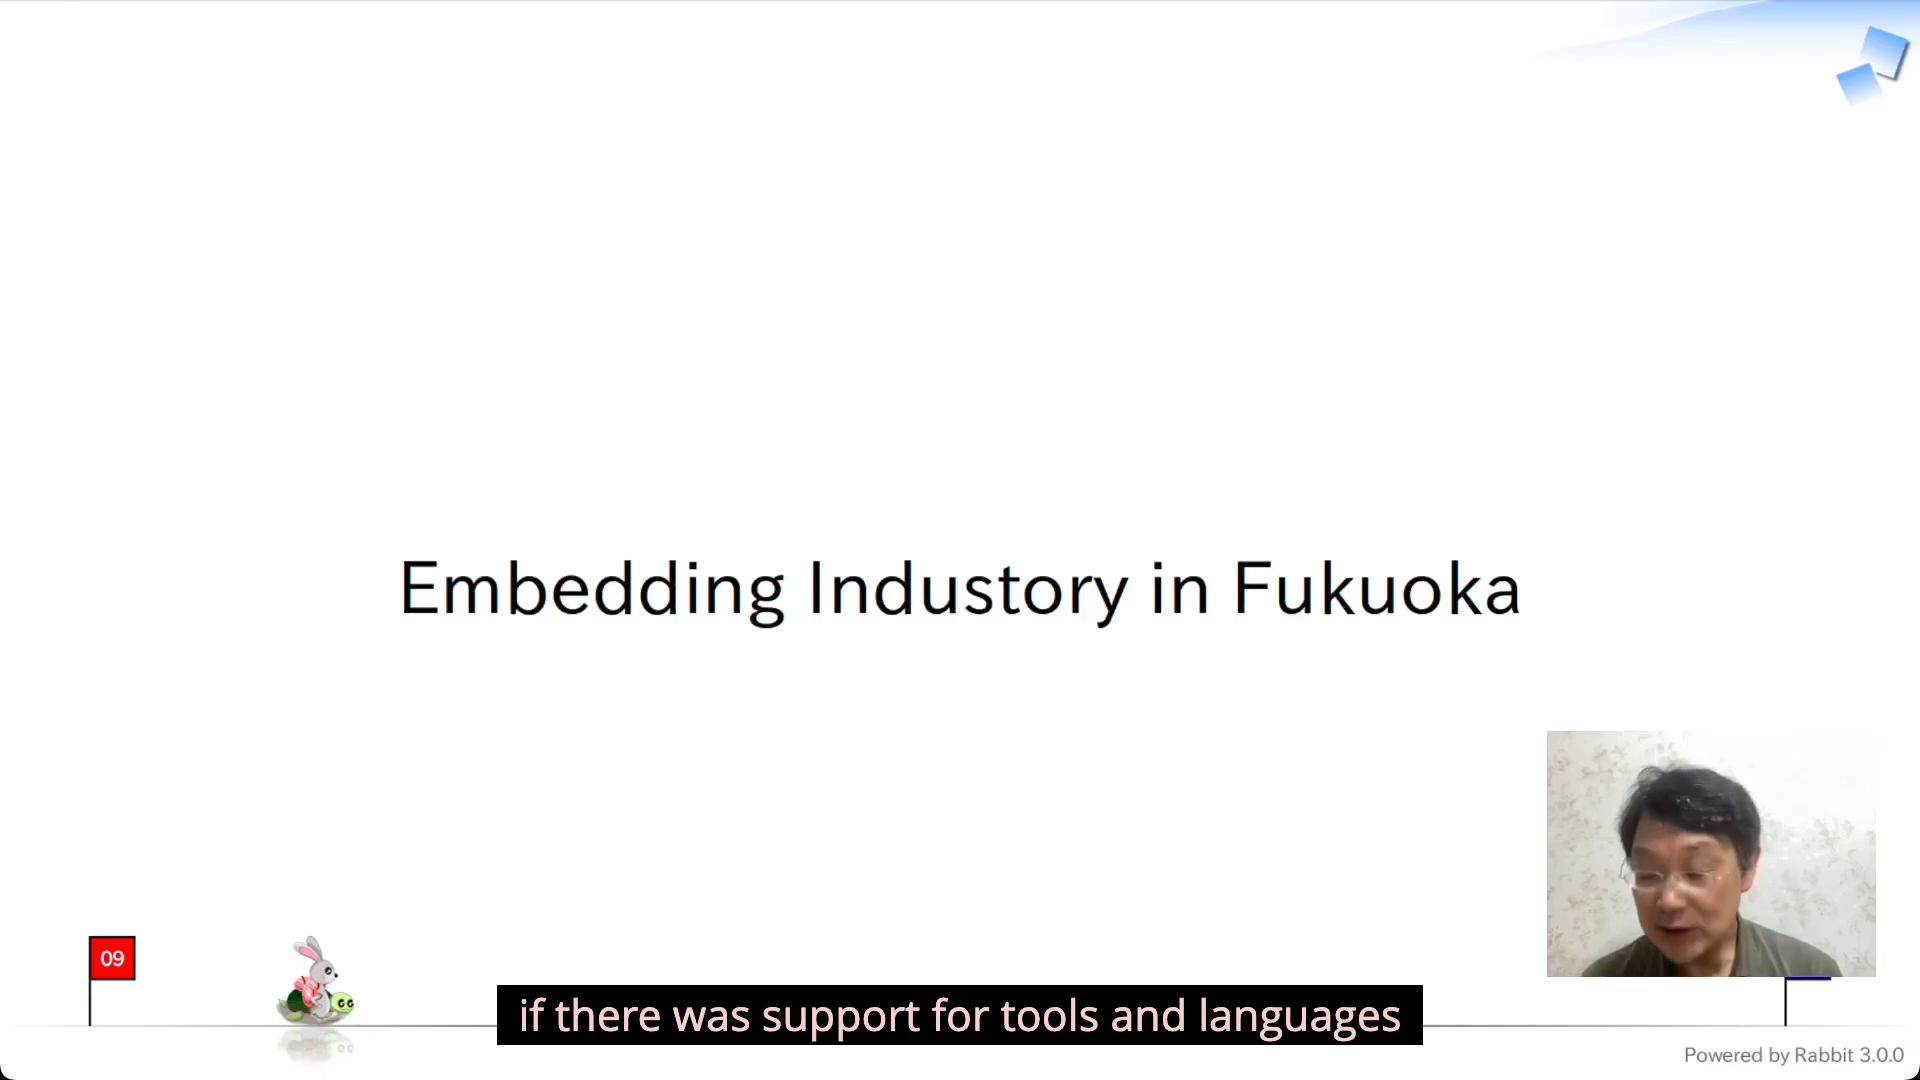 Embedding Industory in Fukuoka
09
if there was support for tools and languages
Powered by Rabbit 3.0.0